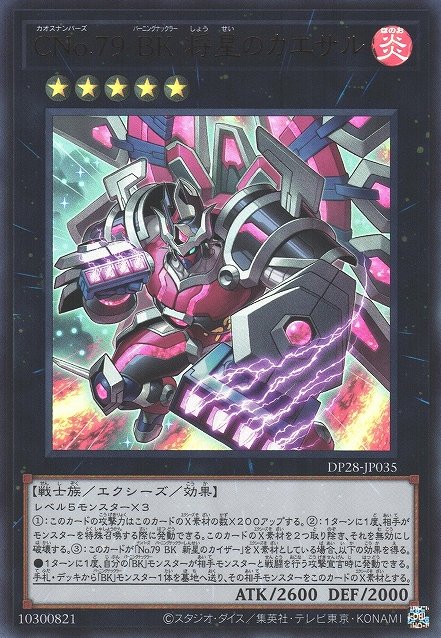 カオスナンバーズ バーニングナックラー しょう せい
CNo.79 BK 将星のカエサル
ほのお
炎
DP28-JP035
【戦士族/エクシーズ/効果】
レベル5モンスター×3
①:このカードの攻撃力はこのカードのX素材の数×200アップする。②:1ターンに1度、相手が
モンスターを特殊召喚する際に発動できる。このカードのX素材を2つ取り除き、それを無効にし
破壊する。③:このカードが「No.79 BK 新星のカイザー」をX素材としている場合、以下の効果を得る。
●1ターンに1度、自分の「BK」モンスターが相手モンスターと戦闘を行う攻撃宣言時に発動できる。
手札・デッキから「BK」モンスター1体を墓地へ送り、その相手モンスターをこのカードのX素材とする。
ATK/2600 DEF/2000
10300821
©スタジオ・ダイス/集英社・テレビ東京・KONAMI